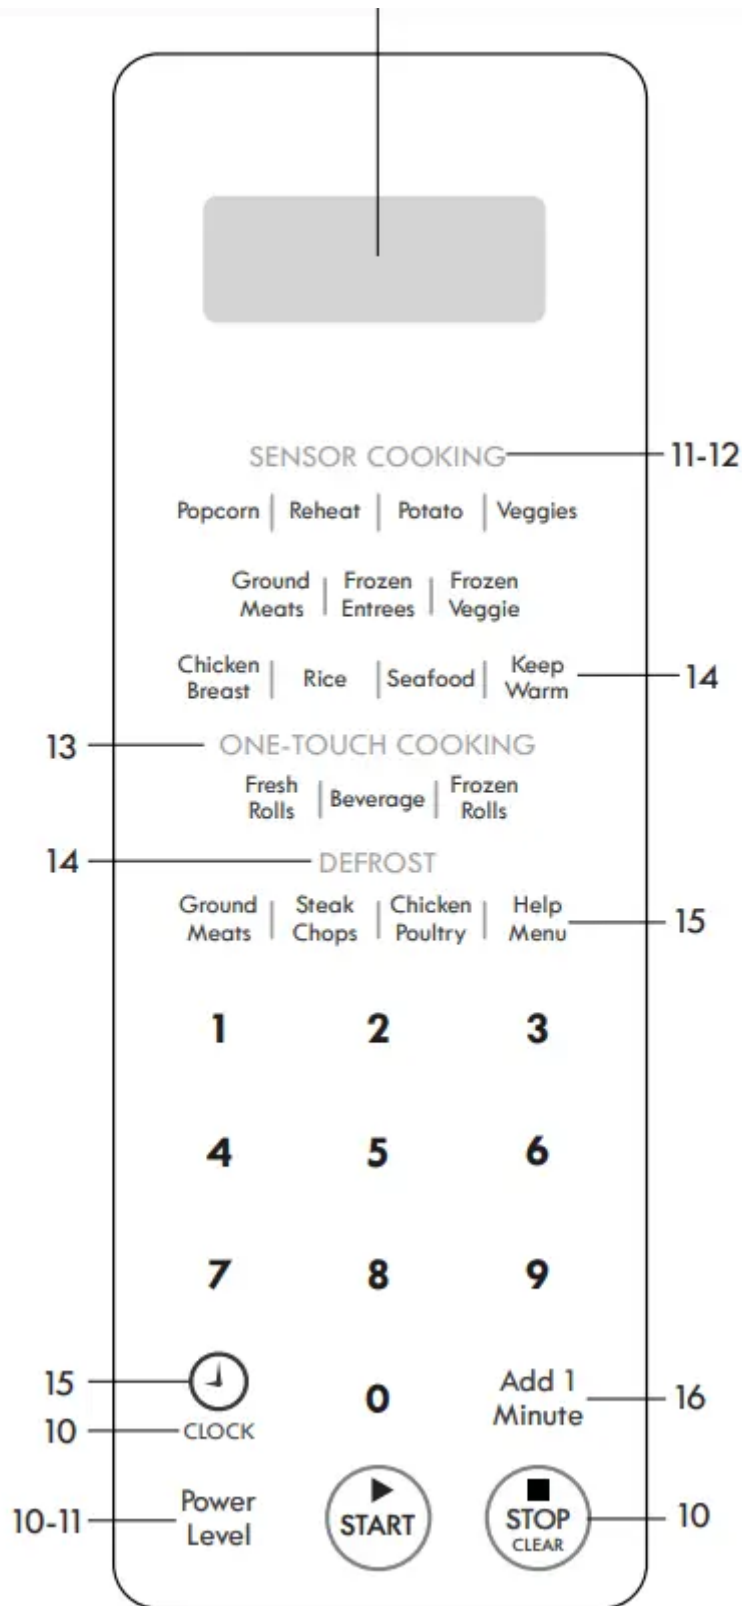 SENSOR COOKING 11-12
Popcorn | Reheat | Potato | Veggies
Ground Meats | Frozen Entrees | Frozen Veggie
Chicken Breast | Rice | Seafood | Keep Warm 14
13 ONE-TOUCH COOKING
Fresh Rolls | Beverage | Frozen Rolls
14 DEFROST
Ground Meats | Steak Chops | Chicken Poultry | Help Menu 15
1 2 3
4 5 6
7 8 9
15
10 CLOCK
0
Add 1 Minute 16
10-11 Power Level
START
STOP
CLEAR
10